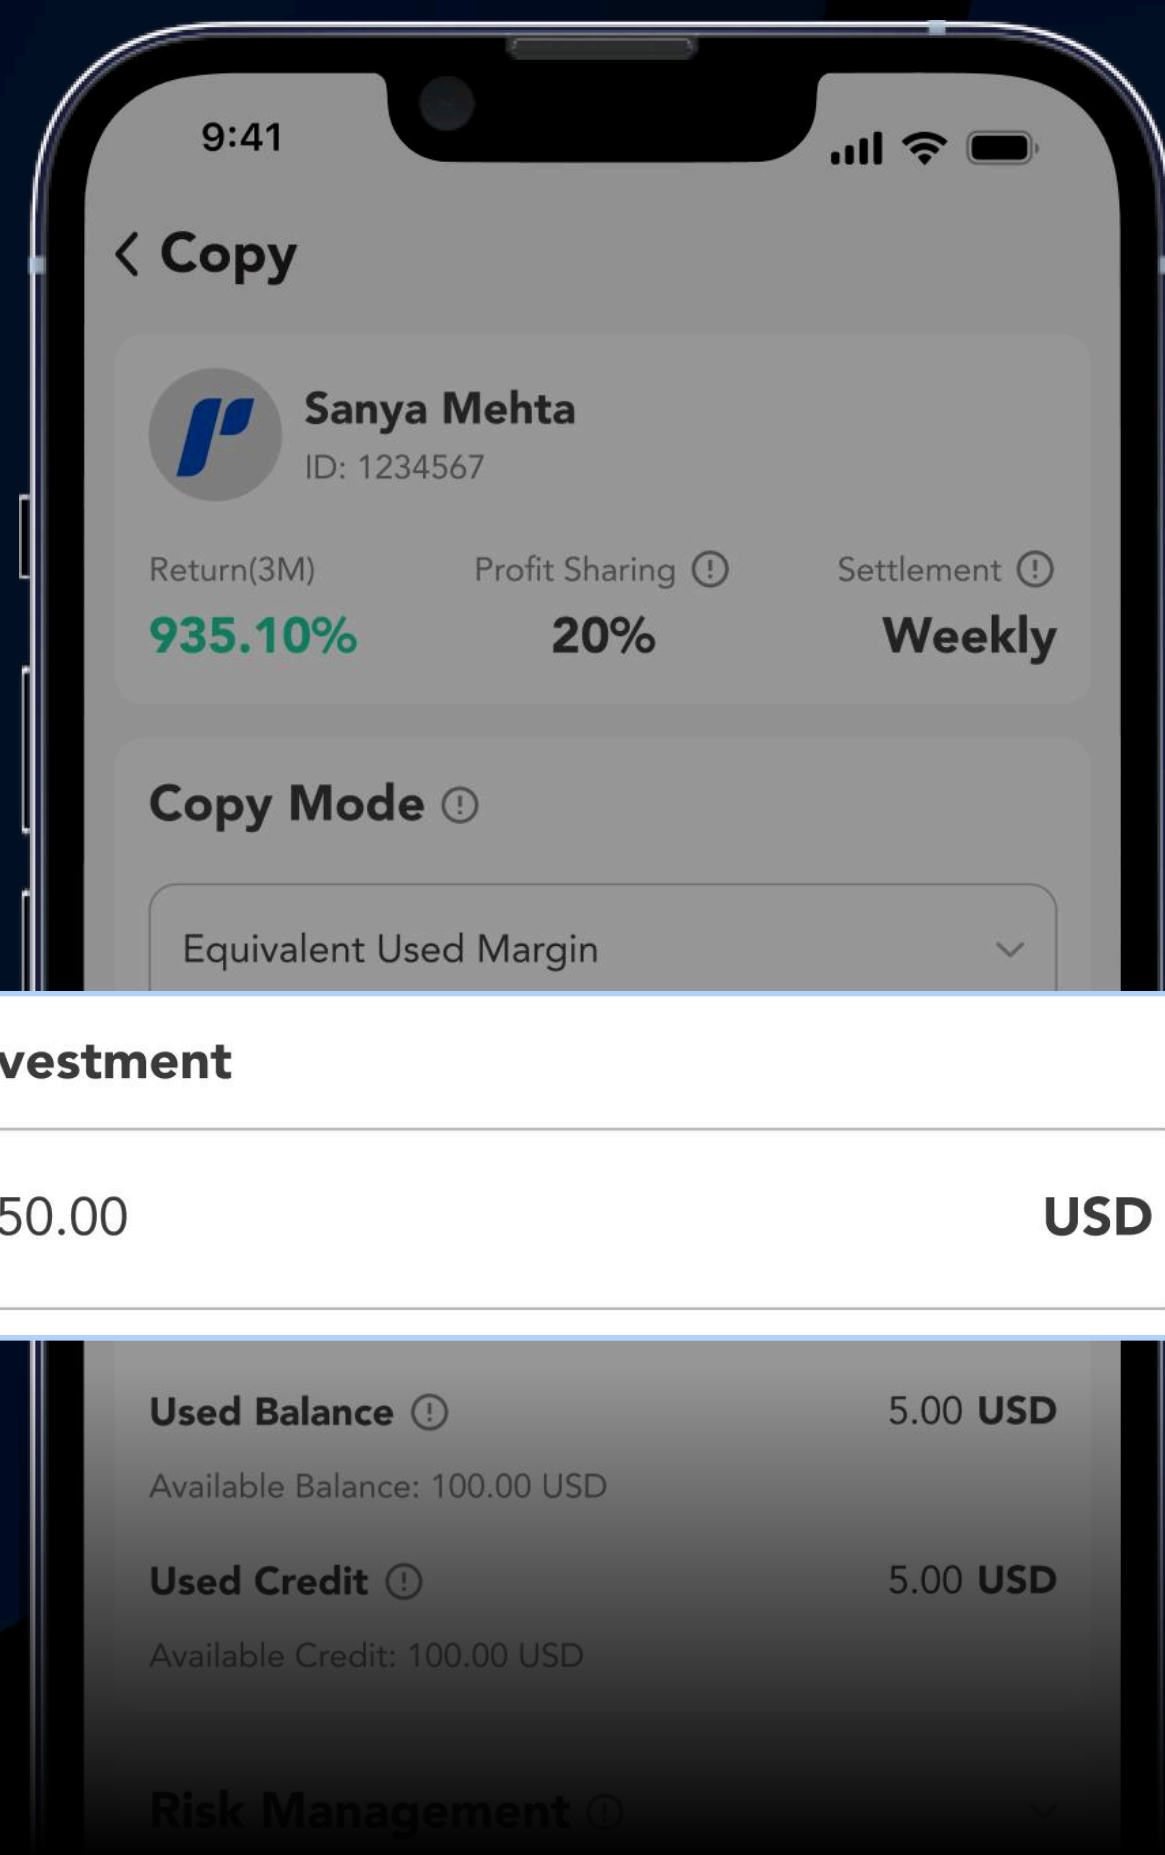 9:41
Copy
Sanya Mehta
ID: 1234567
Return(3M) Profit Sharing Settlement
935.10% 20% Weekly
Copy Mode
Equivalent Used Margin
vestment
50.00 USD
Used Balance 5.00 USD
Available Balance: 100.00 USD
Used Credit 5.00 USD
Available Credit: 100.00 USD
Risk Management